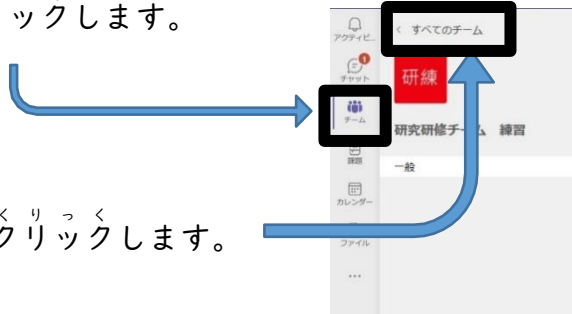 ックします。
くりっく
クリックします。
アクティビ...
チャット
チーム
課題
カレンダー
ファイル
...
< すべてのチーム
研練
研究研修チーム 練習
一般